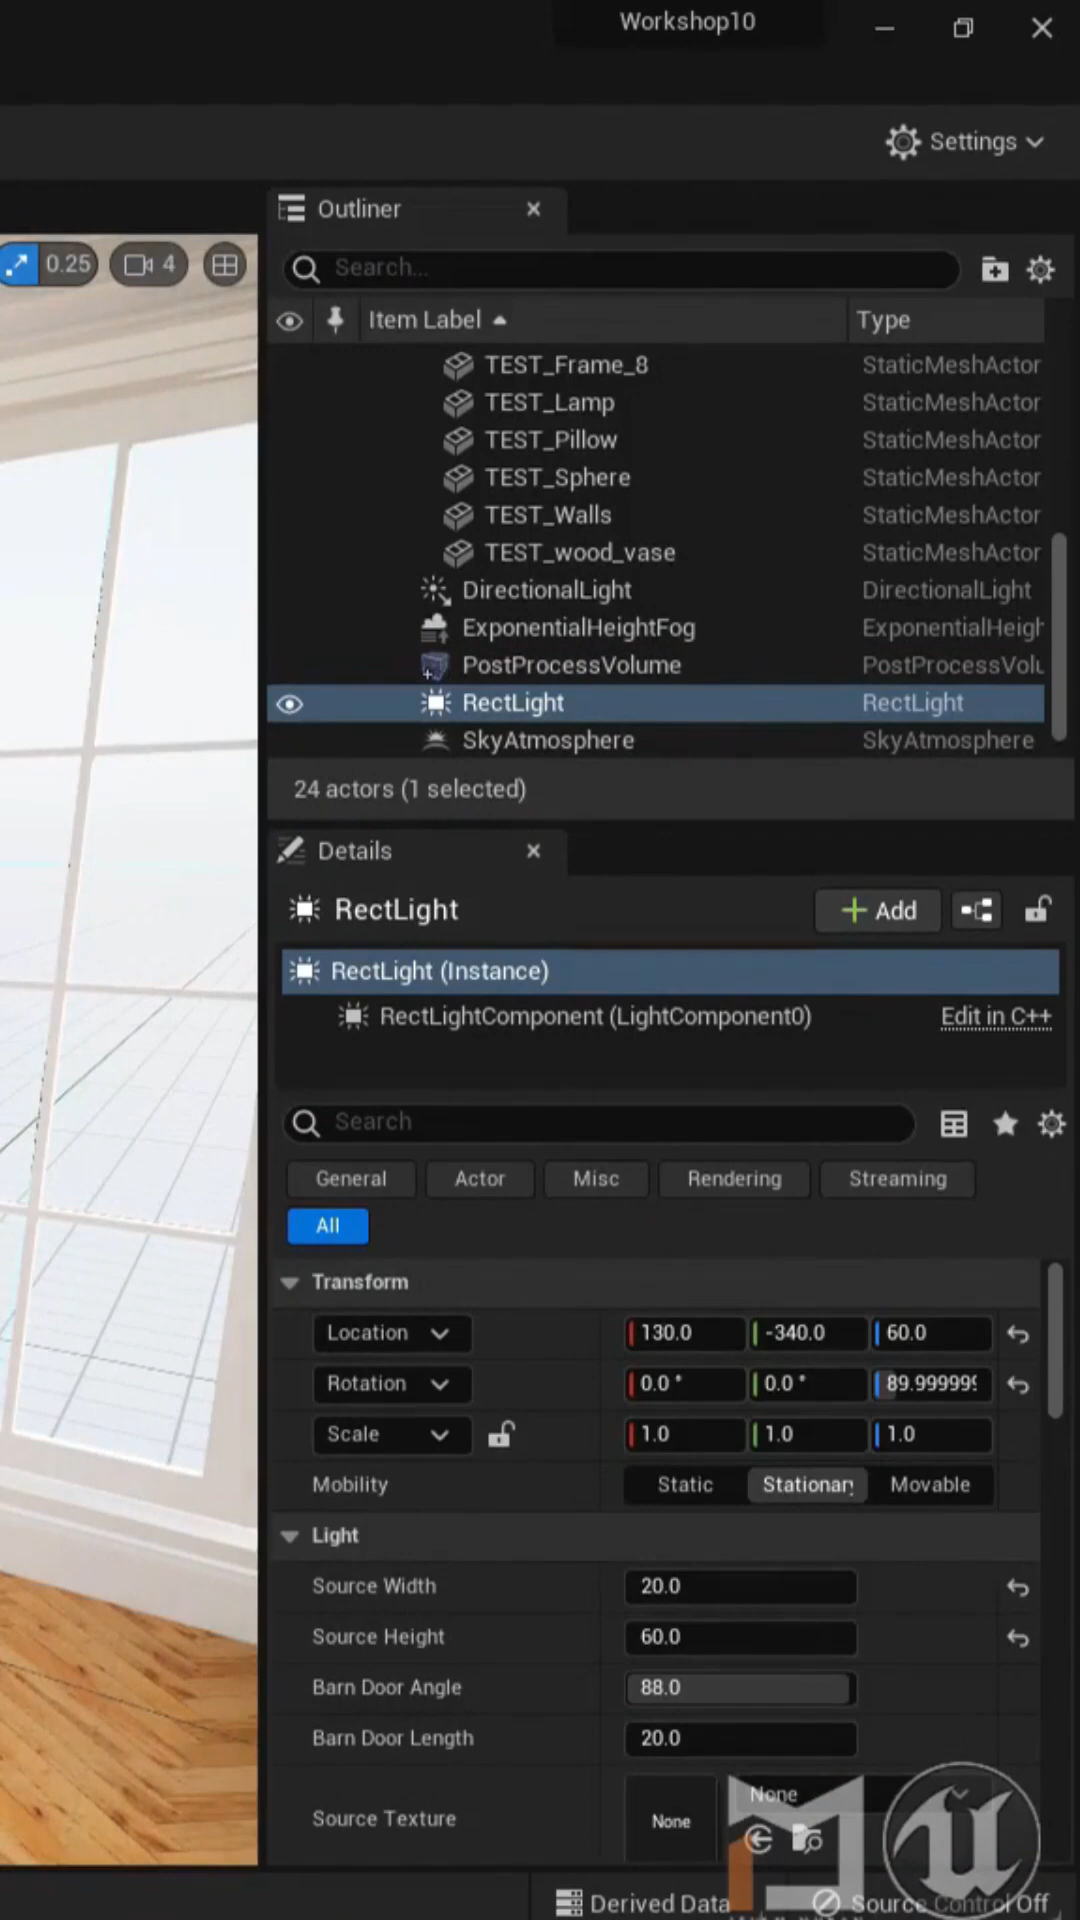 Workshop10
Settings
Outliner
0.25
4
Search...
Item Label
Type
TEST_Frame_8 StaticMeshActor
TEST_Lamp StaticMeshActor
TEST_Pillow StaticMeshActor
TEST_Sphere StaticMeshActor
TEST_Walls StaticMeshActor
TEST_wood_vase StaticMeshActor
DirectionalLight DirectionalLight
ExponentialHeightFog ExponentialHeigh
PostProcessVolume PostProcessVolu
RectLight RectLight
SkyAtmosphere SkyAtmosphere
24 actors (1 selected)
Details
RectLight
Add
RectLight (Instance)
RectLightComponent (LightComponent0) Edit in C++
Search
General Actor Misc Rendering Streaming
All
Transform
Location 130.0 -340.0 60.0
Rotation 0.0 ° 0.0 ° 89.999999
Scale 1.0 1.0 1.0
Mobility Static Stationary Movable
Light
Source Width 20.0
Source Height 60.0
Barn Door Angle 88.0
Barn Door Length 20.0
None
Source Texture None
Derived Data Source Control Off